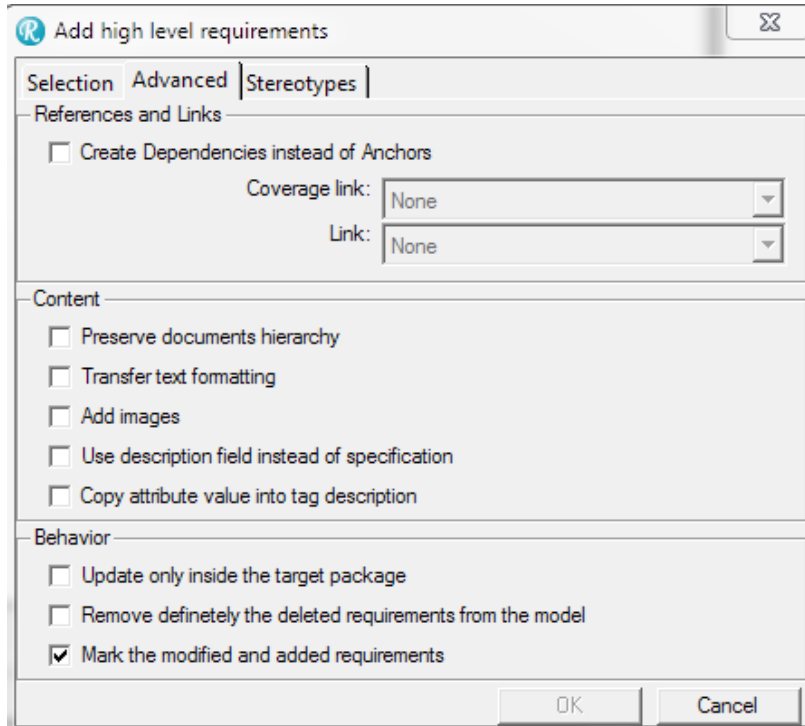 Add high level requirements
Selection Advanced Stereotypes
References and Links
Create Dependencies instead of Anchors
Coverage link: None
Link: None
Content
Preserve documents hierarchy
Transfer text formatting
Add images
Use description field instead of specification
Copy attribute value into tag description
Behavior
Update only inside the target package
Remove definetely the deleted requirements from the model
Mark the modified and added requirements
OK Cancel